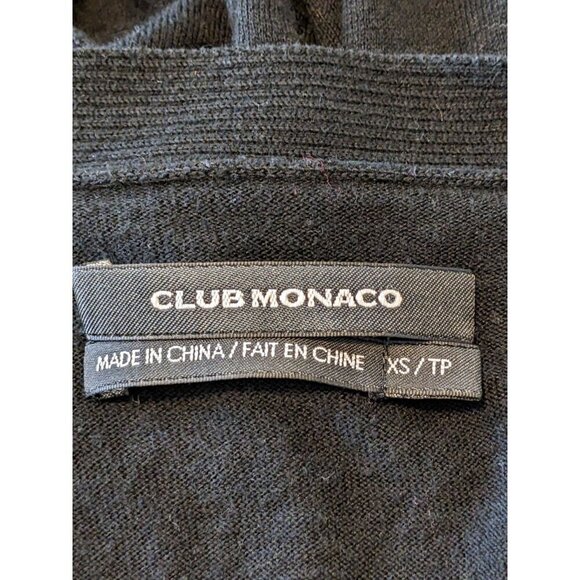 CLUB MONACO
MADE IN CHINA / FAIT EN CHINE XS / TP